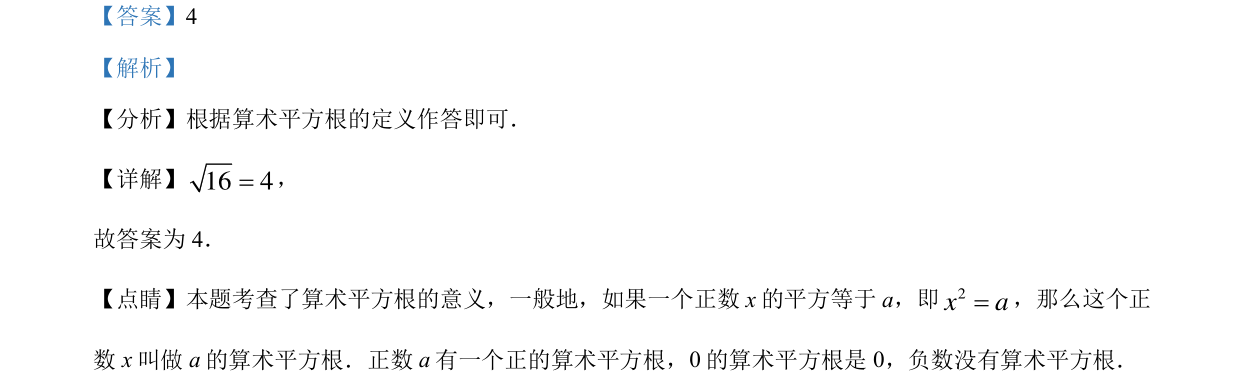 【答案】4
【解析】
【分析】根据算术平方根的定义作答即可．
【详解】√16 = 4，
故答案为 4．
【点睛】本题考查了算术平方根的意义，一般地，如果一个正数 x 的平方等于 a，即 x² = a，那么这个正
数 x 叫做 a 的算术平方根．正数 a 有一个正的算术平方根，0 的算术平方根是 0，负数没有算术平方根．